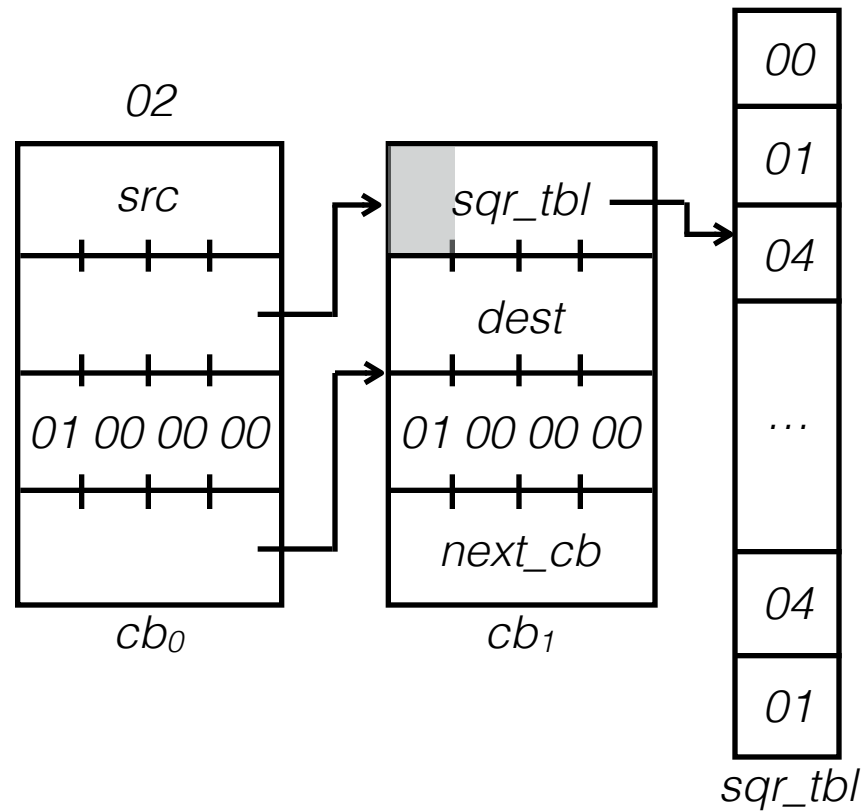 02
src
01 00 00 00
cb₀
sqr_tbl
dest
01 00 00 00
next_cb
cb₁
00
01
04
...
04
01
sqr_tbl